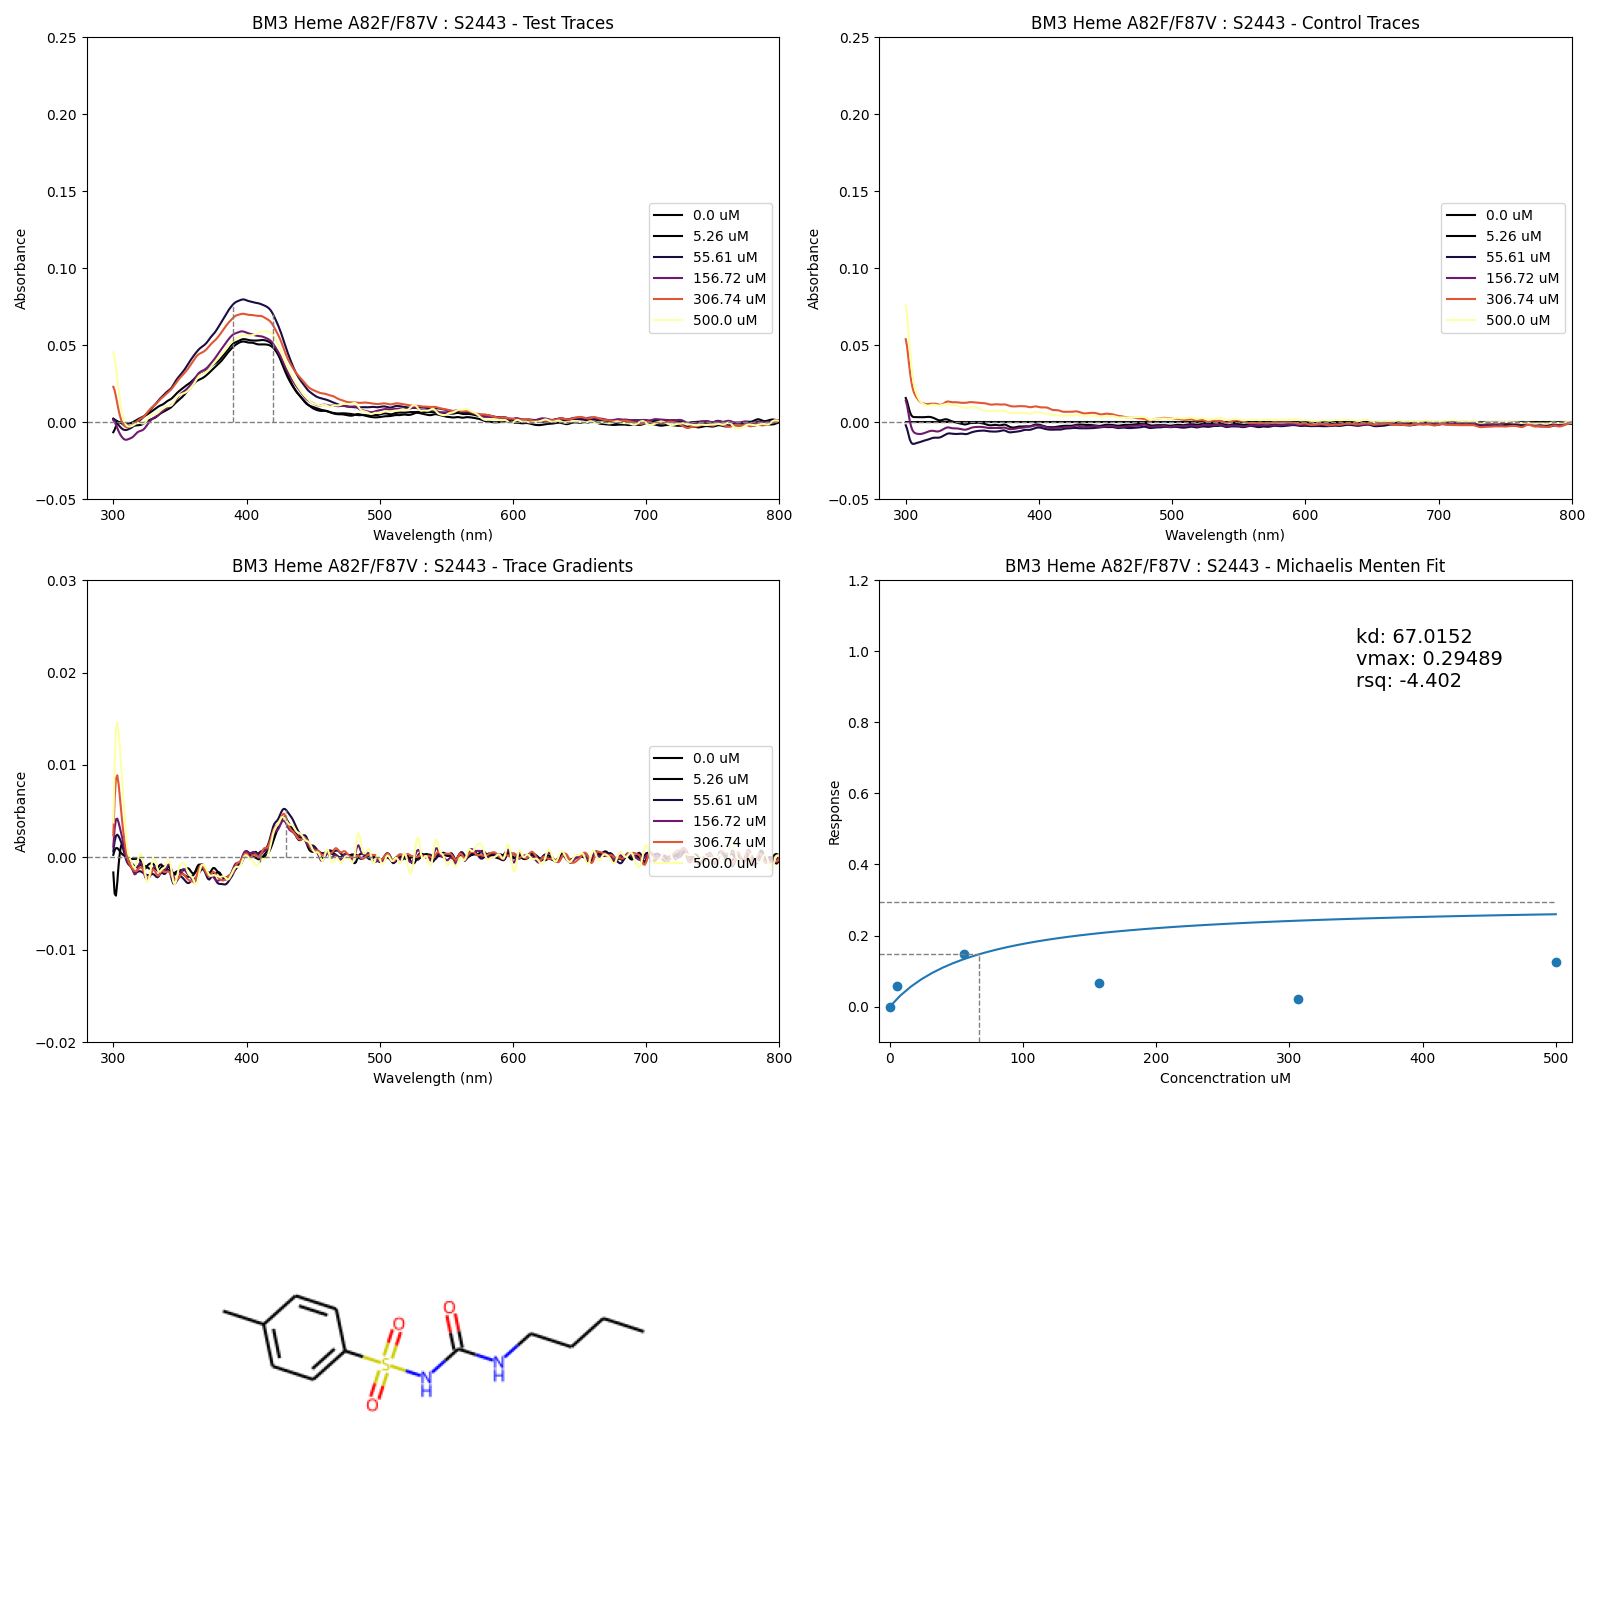 BM3 Heme A82F/F87V : S2443 - Test Traces
0.25
0.20
0.15
0.10
0.05
0.00
−0.05
Absorbance
300 400 500 600 700 800
Wavelength (nm)
0.0 uM
5.26 uM
55.61 uM
156.72 uM
306.74 uM
500.0 uM
BM3 Heme A82F/F87V : S2443 - Control Traces
0.25
0.20
0.15
0.10
0.05
0.00
−0.05
Absorbance
300 400 500 600 700 800
Wavelength (nm)
0.0 uM
5.26 uM
55.61 uM
156.72 uM
306.74 uM
500.0 uM
BM3 Heme A82F/F87V : S2443 - Trace Gradients
0.03
0.02
0.01
0.00
−0.01
−0.02
Absorbance
300 400 500 600 700 800
Wavelength (nm)
0.0 uM
5.26 uM
55.61 uM
156.72 uM
306.74 uM
500.0 uM
BM3 Heme A82F/F87V : S2443 - Michaelis Menten Fit
1.2
1.0
0.8
0.6
0.4
0.2
0.0
Response
0 100 200 300 400 500
Concenctration uM
kd: 67.0152
vmax: 0.29489
rsq: -4.402
O
O
S
O
N
H
N
H